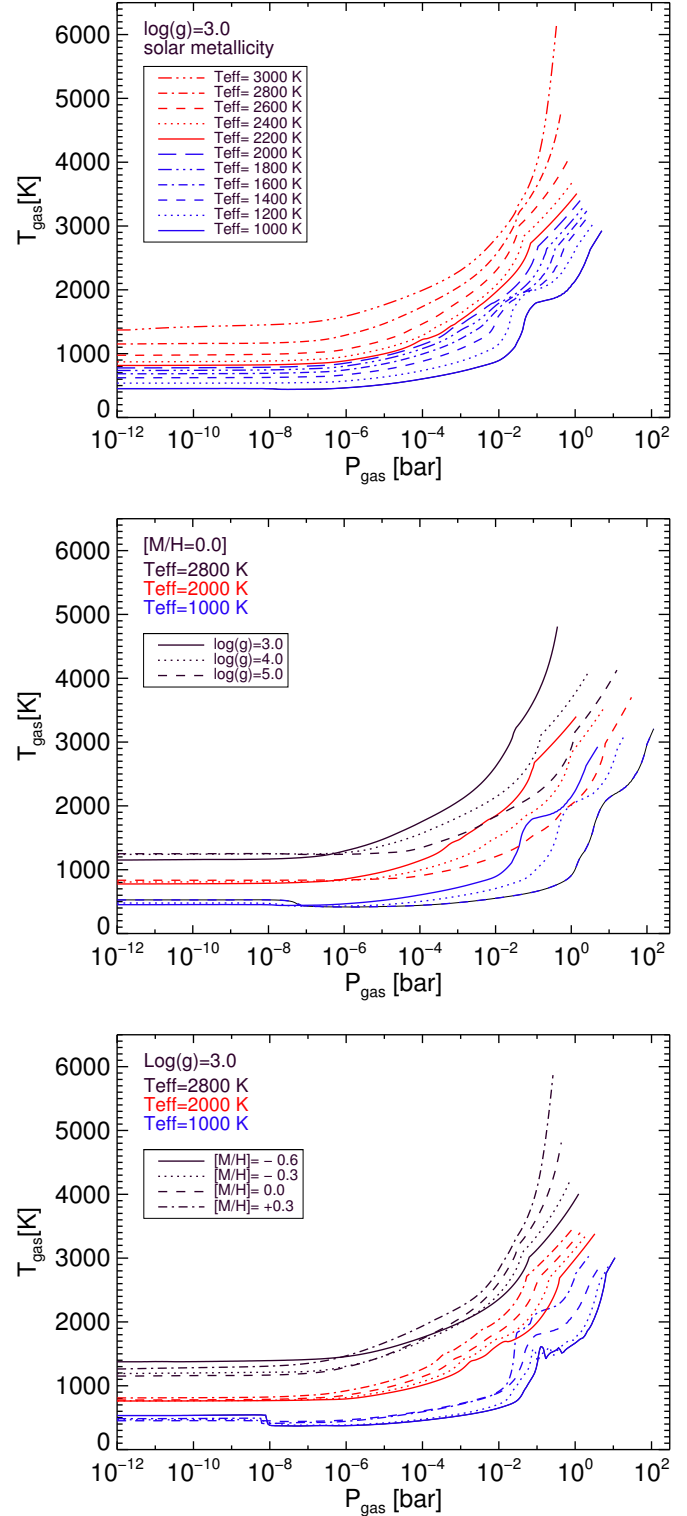 log(g)=3.0
solar metallicity
Teff= 3000 K
Teff= 2800 K
Teff= 2600 K
Teff= 2400 K
Teff= 2200 K
Teff= 2000 K
Teff= 1800 K
Teff= 1600 K
Teff= 1400 K
Teff= 1200 K
Teff= 1000 K
6000
5000
4000
3000
2000
1000
0
T_gas[K]
10^-12 10^-10 10^-8 10^-6 10^-4 10^-2 10^0 10^2
P_gas [bar]
[M/H=0.0]
Teff=2800 K
Teff=2000 K
Teff=1000 K
log(g)=3.0
log(g)=4.0
log(g)=5.0
6000
5000
4000
3000
2000
1000
0
T_gas[K]
10^-12 10^-10 10^-8 10^-6 10^-4 10^-2 10^0 10^2
P_gas [bar]
Log(g)=3.0
Teff=2800 K
Teff=2000 K
Teff=1000 K
[M/H]= − 0.6
[M/H]= − 0.3
[M/H]= 0.0
[M/H]= +0.3
6000
5000
4000
3000
2000
1000
0
T_gas[K]
10^-12 10^-10 10^-8 10^-6 10^-4 10^-2 10^0 10^2
P_gas [bar]